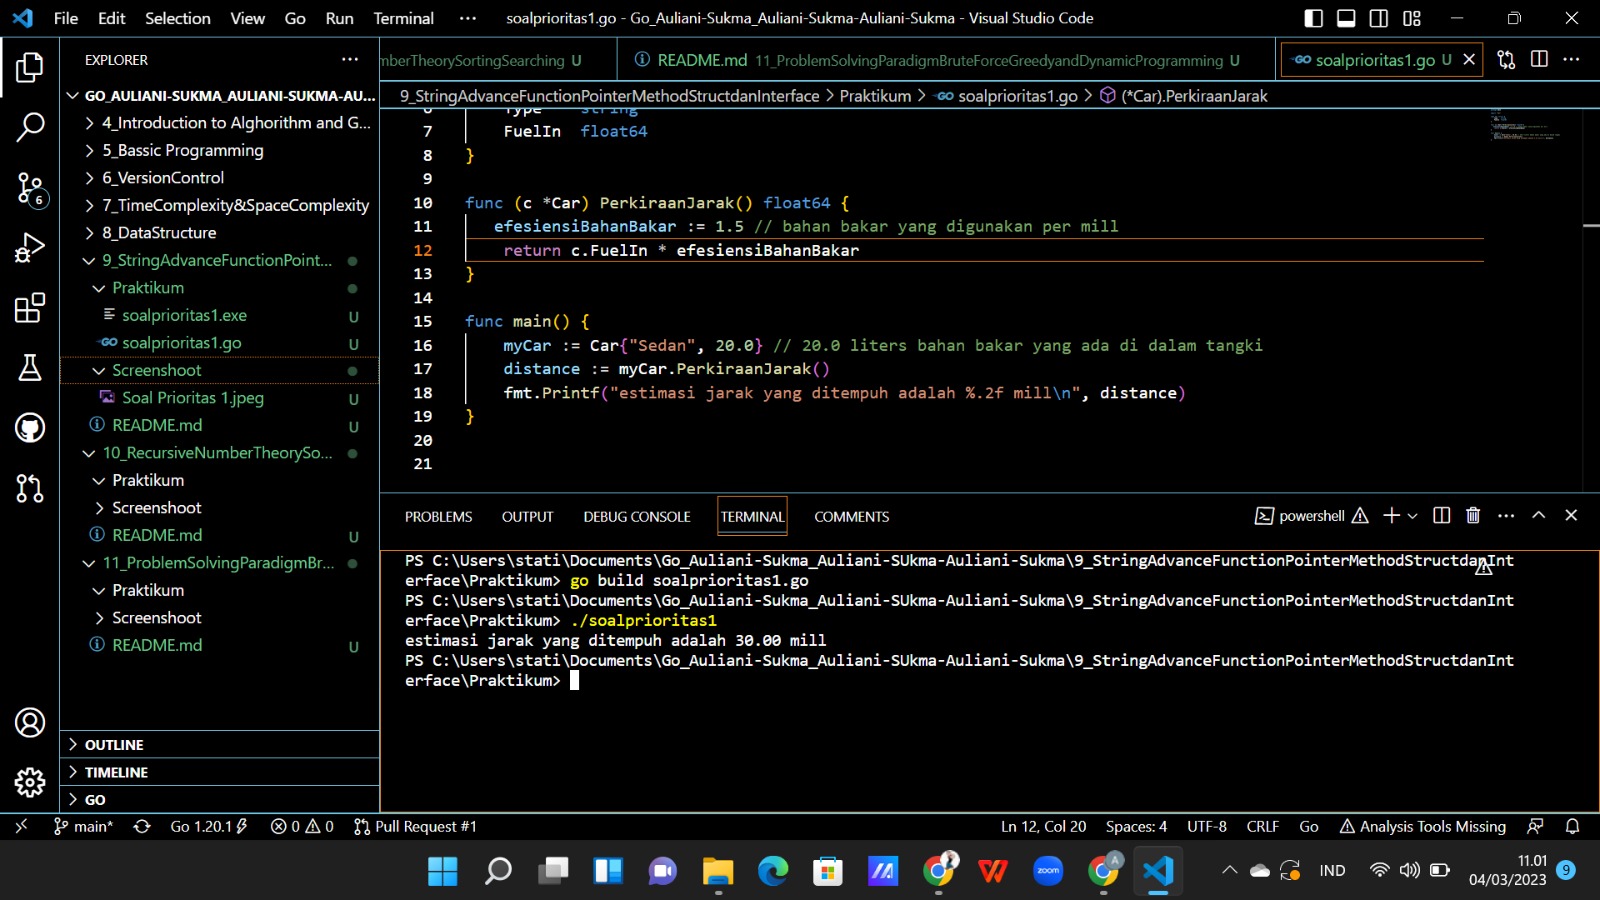 File Edit Selection View Go Run Terminal ··· soalprioritas1.go - Go_Auliani-Sukma_Auliani-Sukma-Auliani-Sukma - Visual Studio Code
EXPLORER
GO_AULIANI-SUKMA_AULIANI-SUKMA-AU...
4_Introduction to Alghorithm and G...
5_Bassic Programming
6_VersionControl
7_TimeComplexity&SpaceComplexity
8_DataStructure
9_StringAdvanceFunctionPoint...
Praktikum
soalprioritas1.exe U
soalprioritas1.go U
Screenshoot
Soal Prioritas 1.jpeg U
README.md U
10_RecursiveNumberTheorySo...
Praktikum
Screenshoot
README.md U
11_ProblemSolvingParadigmBr...
Praktikum
Screenshoot
README.md U
OUTLINE
TIMELINE
GO
6
mberTheorySortingSearching U README.md 11_ProblemSolvingParadigmBruteForceGreedyandDynamicProgramming U soalprioritas1.go U
9_StringAdvanceFunctionPointerMethodStructdanInterface > Praktikum > soalprioritas1.go > (*Car).PerkiraanJarak
6 Type string
7 FuelIn float64
8 }
9
10 func (c *Car) PerkiraanJarak() float64 {
11 efesiensiBahanBakar := 1.5 // bahan bakar yang digunakan per mill
12 return c.FuelIn * efesiensiBahanBakar
13 }
14
15 func main() {
16 myCar := Car{"Sedan", 20.0} // 20.0 liters bahan bakar yang ada di dalam tangki
17 distance := myCar.PerkiraanJarak()
18 fmt.Printf("estimasi jarak yang ditempuh adalah %.2f mill\n", distance)
19 }
20
21
PROBLEMS OUTPUT DEBUG CONSOLE TERMINAL COMMENTS powershell
PS C:\Users\stati\Documents\Go_Auliani-Sukma_Auliani-SUkma-Auliani-Sukma\9_StringAdvanceFunctionPointerMethodStructdanInt
erface\Praktikum> go build soalprioritas1.go
PS C:\Users\stati\Documents\Go_Auliani-Sukma_Auliani-SUkma-Auliani-Sukma\9_StringAdvanceFunctionPointerMethodStructdanInt
erface\Praktikum> ./soalprioritas1
estimasi jarak yang ditempuh adalah 30.00 mill
PS C:\Users\stati\Documents\Go_Auliani-Sukma_Auliani-SUkma-Auliani-Sukma\9_StringAdvanceFunctionPointerMethodStructdanInt
erface\Praktikum>
main* Go 1.20.1 0 0 Pull Request #1 Ln 12, Col 20 Spaces: 4 UTF-8 CRLF Go Analysis Tools Missing
zoom A IND 11.01 9
04/03/2023